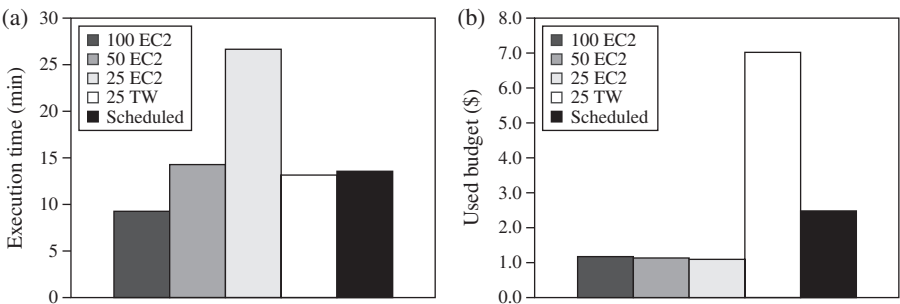 (a)
30
25
20
15
10
5
0
Execution time (min)
100 EC2
50 EC2
25 EC2
25 TW
Scheduled
(b)
8.0
7.0
6.0
5.0
4.0
3.0
2.0
1.0
0
Used budget ($)
100 EC2
50 EC2
25 EC2
25 TW
Scheduled